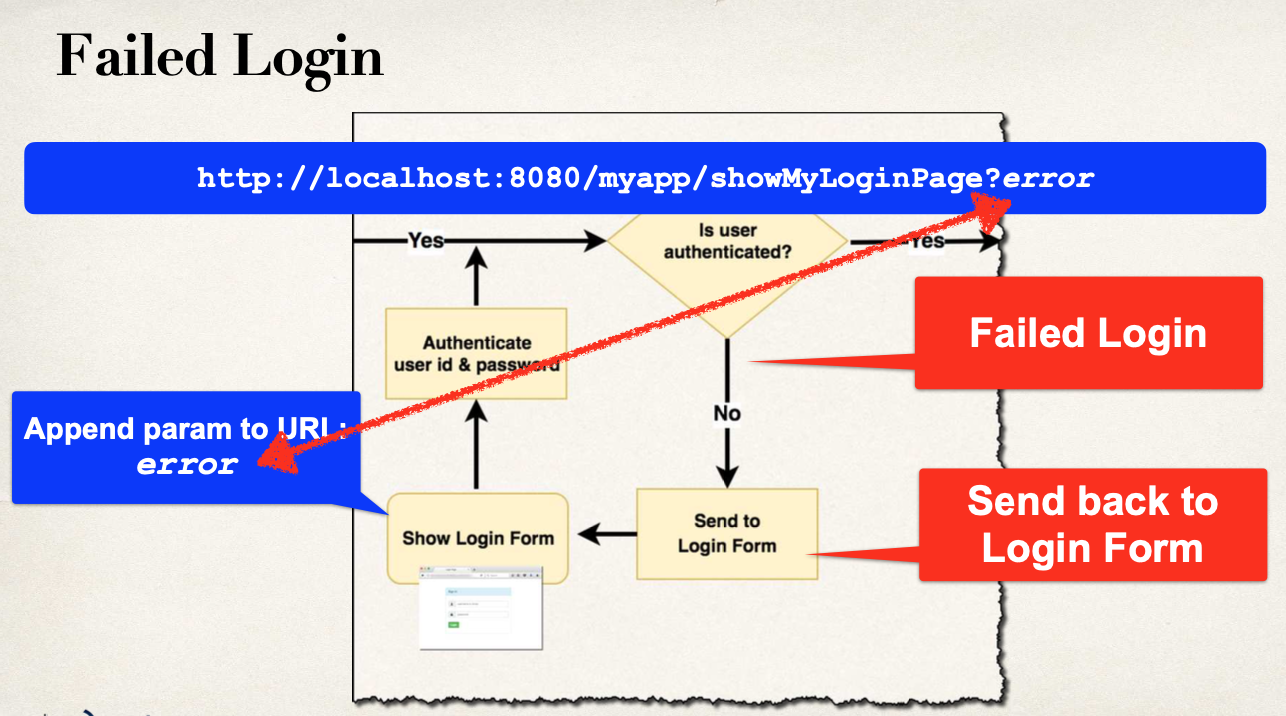 Failed Login
http://localhost:8080/myapp/showMyLoginPage?error
Yes
Is user
authenticated?
Yes
Authenticate
user id & password
Failed Login
No
Append param to URL:
error
Show Login Form
Send to
Login Form
Send back to
Login Form